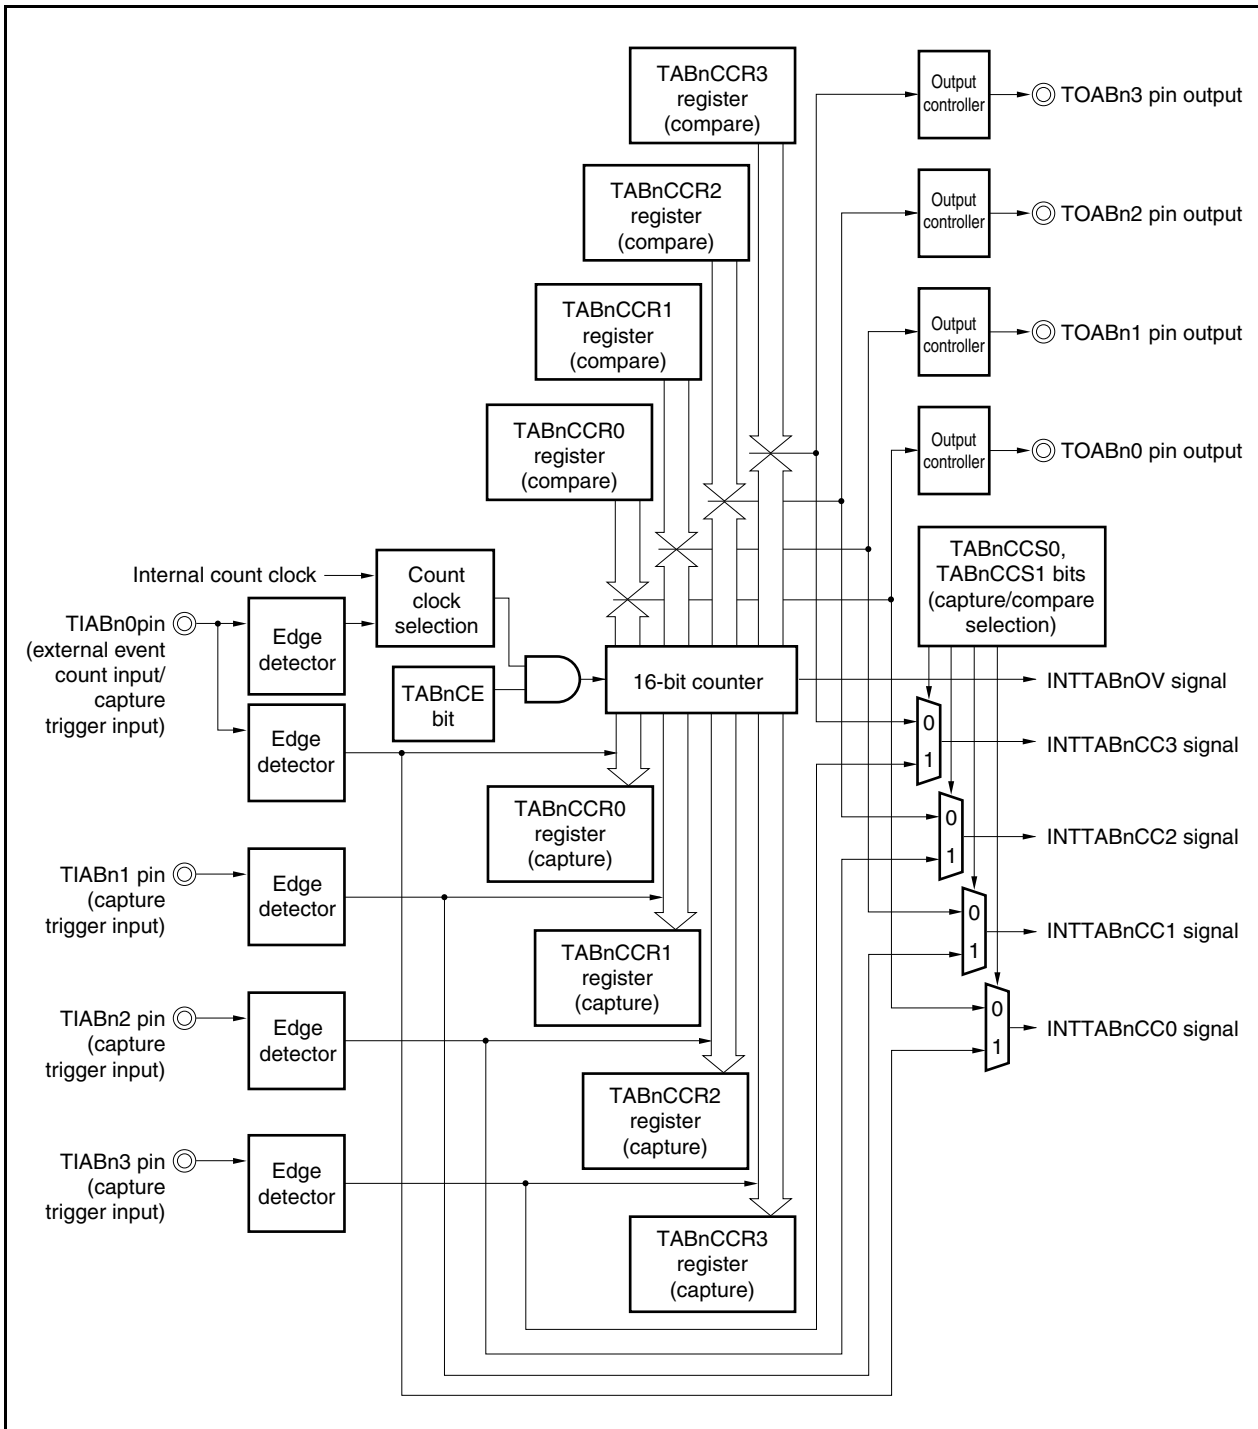 TABnCCR3
register
(compare)
Output
controller
TOABn3 pin output
TABnCCR2
register
(compare)
Output
controller
TOABn2 pin output
TABnCCR1
register
(compare)
Output
controller
TOABn1 pin output
TABnCCR0
register
(compare)
Output
controller
TOABn0 pin output
TABnCCS0,
TABnCCS1 bits
(capture/compare
selection)
Internal count clock
Count
clock
selection
TIABn0pin
(external event
count input/
capture
trigger input)
Edge
detector
TABnCE
bit
16-bit counter
INTTABnOV signal
Edge
detector
0
1
INTTABnCC3 signal
TABnCCR0
register
(capture)
0
1
INTTABnCC2 signal
TIABn1 pin
(capture
trigger input)
Edge
detector
0
1
INTTABnCC1 signal
TABnCCR1
register
(capture)
TIABn2 pin
(capture
trigger input)
Edge
detector
0
1
INTTABnCC0 signal
TABnCCR2
register
(capture)
TIABn3 pin
(capture
trigger input)
Edge
detector
TABnCCR3
register
(capture)